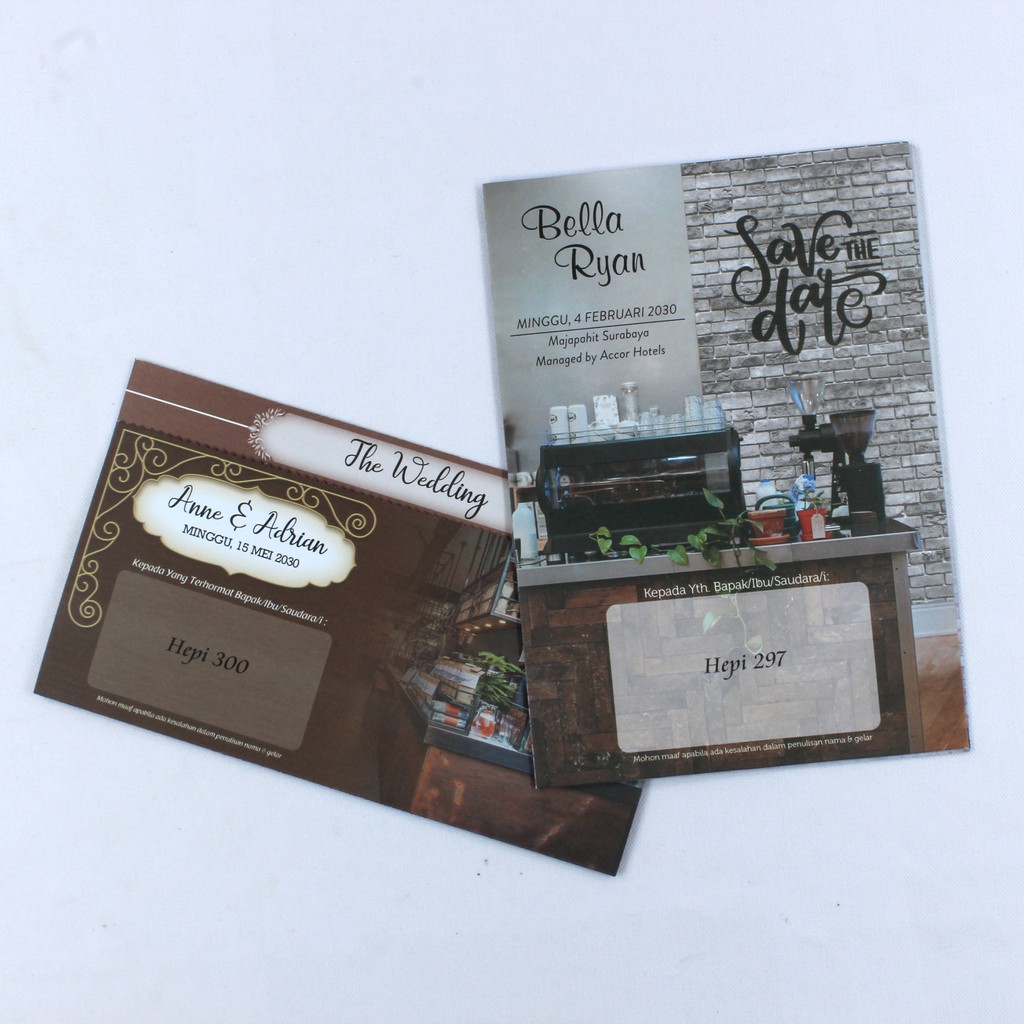 The Wedding
Anne & Adrian
MINGGU, 15 MEI 2030
Kepada Yang Terhormat Bapak/Ibu/Saudara/i :
Hepi 300
Mohon maaf apabila ada kesalahan dalam penulisan nama & gelar
Bella
Ryan
MINGGU, 4 FEBRUARI 2030
Majapahit Surabaya
Managed by Accor Hotels
Save THE
date
Kepada Yth. Bapak/Ibu/Saudara/i:
Hepi 297
Mohon maaf apabila ada kesalahan dalam penulisan nama & gelar